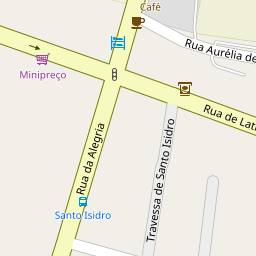 Café
Rua Aurélia de
Minipreço
Rua de Lat
Rua da Alegria
Travessa de Santo Isidro
Santo Isidro